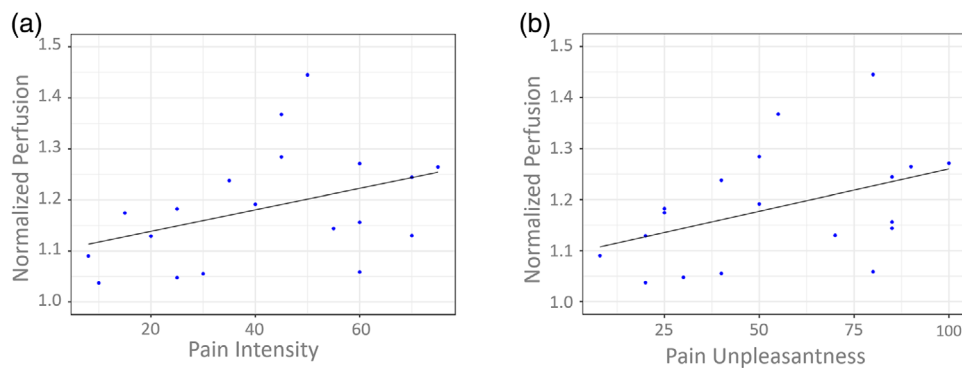 (a)
(b)
Normalized Perfusion
1.5
1.4
1.3
1.2
1.1
1.0
20 40 60
Pain Intensity
Normalized Perfusion
1.5
1.4
1.3
1.2
1.1
1.0
25 50 75 100
Pain Unpleasantness